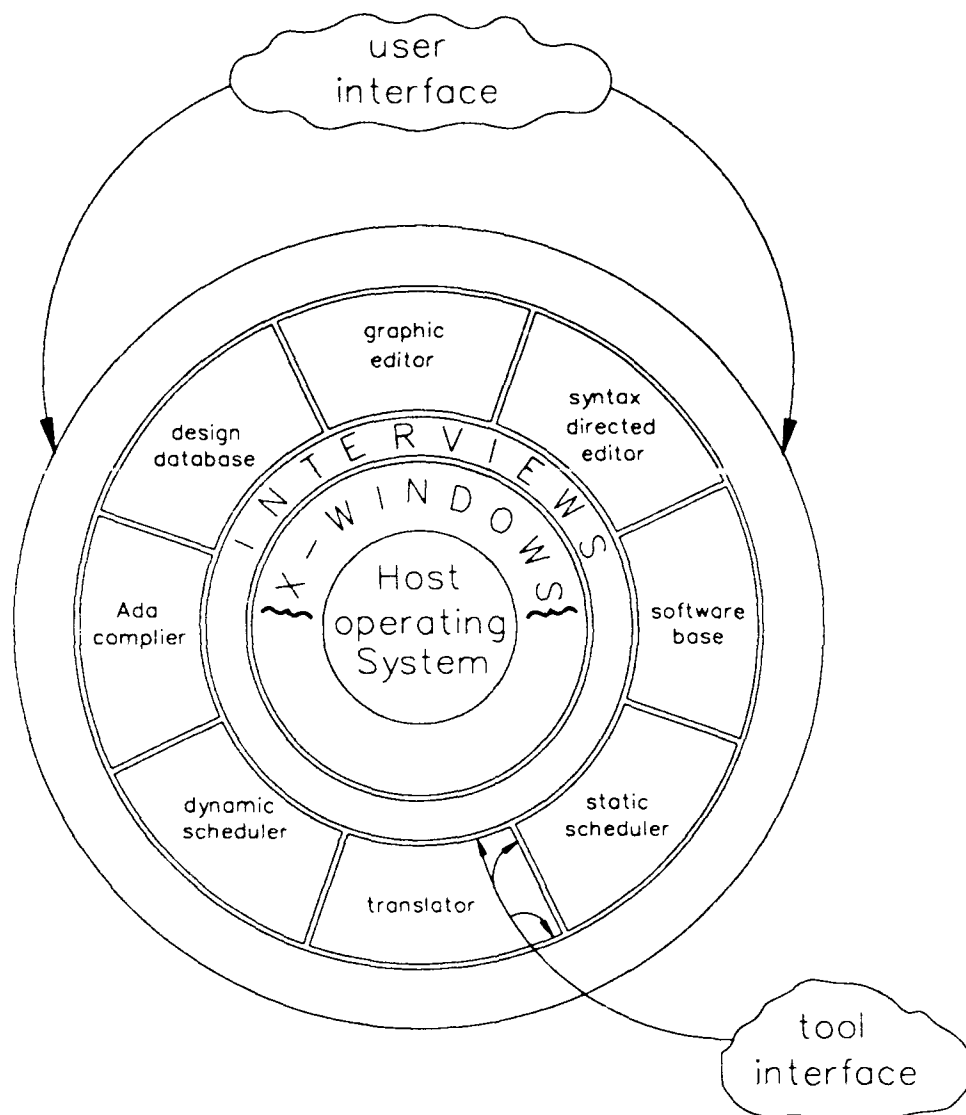 user
interface
graphic
editor
syntax
directed
editor
design
database
INTERVIEWS
X-WINDOWS
Host
operating
System
Ada
complier
software
base
dynamic
scheduler
static
scheduler
translator
tool
interface